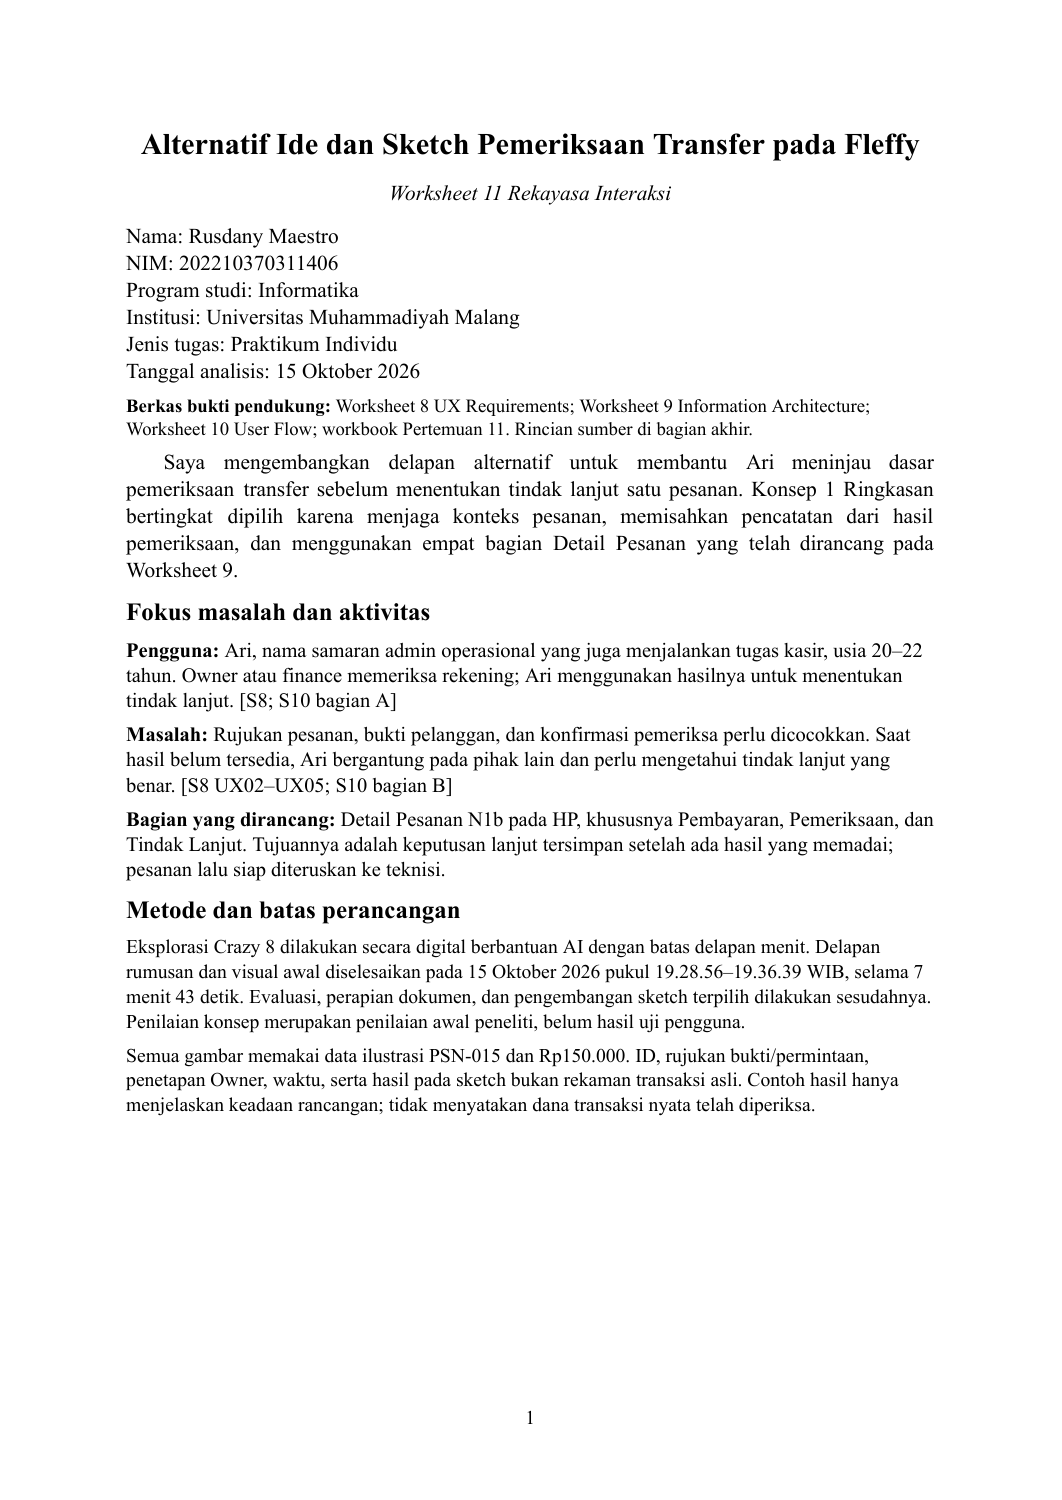 Alternatif Ide dan Sketch Pemeriksaan Transfer pada Fleffy
Worksheet 11 Rekayasa Interaksi
Nama: Rusdany Maestro
NIM: 202210370311406
Program studi: Informatika
Institusi: Universitas Muhammadiyah Malang
Jenis tugas: Praktikum Individu
Tanggal analisis: 15 Oktober 2026
Berkas bukti pendukung: Worksheet 8 UX Requirements; Worksheet 9 Information Architecture;
Worksheet 10 User Flow; workbook Pertemuan 11. Rincian sumber di bagian akhir.
Saya mengembangkan delapan alternatif untuk membantu Ari meninjau dasar
pemeriksaan transfer sebelum menentukan tindak lanjut satu pesanan. Konsep 1 Ringkasan
bertingkat dipilih karena menjaga konteks pesanan, memisahkan pencatatan dari hasil
pemeriksaan, dan menggunakan empat bagian Detail Pesanan yang telah dirancang pada
Worksheet 9.
Fokus masalah dan aktivitas
Pengguna: Ari, nama samaran admin operasional yang juga menjalankan tugas kasir, usia 20–22
tahun. Owner atau finance memeriksa rekening; Ari menggunakan hasilnya untuk menentukan
tindak lanjut. [S8; S10 bagian A]
Masalah: Rujukan pesanan, bukti pelanggan, dan konfirmasi pemeriksa perlu dicocokkan. Saat
hasil belum tersedia, Ari bergantung pada pihak lain dan perlu mengetahui tindak lanjut yang
benar. [S8 UX02–UX05; S10 bagian B]
Bagian yang dirancang: Detail Pesanan N1b pada HP, khususnya Pembayaran, Pemeriksaan, dan
Tindak Lanjut. Tujuannya adalah keputusan lanjut tersimpan setelah ada hasil yang memadai;
pesanan lalu siap diteruskan ke teknisi.
Metode dan batas perancangan
Eksplorasi Crazy 8 dilakukan secara digital berbantuan AI dengan batas delapan menit. Delapan
rumusan dan visual awal diselesaikan pada 15 Oktober 2026 pukul 19.28.56–19.36.39 WIB, selama 7
menit 43 detik. Evaluasi, perapian dokumen, dan pengembangan sketch terpilih dilakukan sesudahnya.
Penilaian konsep merupakan penilaian awal peneliti, belum hasil uji pengguna.
Semua gambar memakai data ilustrasi PSN-015 dan Rp150.000. ID, rujukan bukti/permintaan,
penetapan Owner, waktu, serta hasil pada sketch bukan rekaman transaksi asli. Contoh hasil hanya
menjelaskan keadaan rancangan; tidak menyatakan dana transaksi nyata telah diperiksa.
1